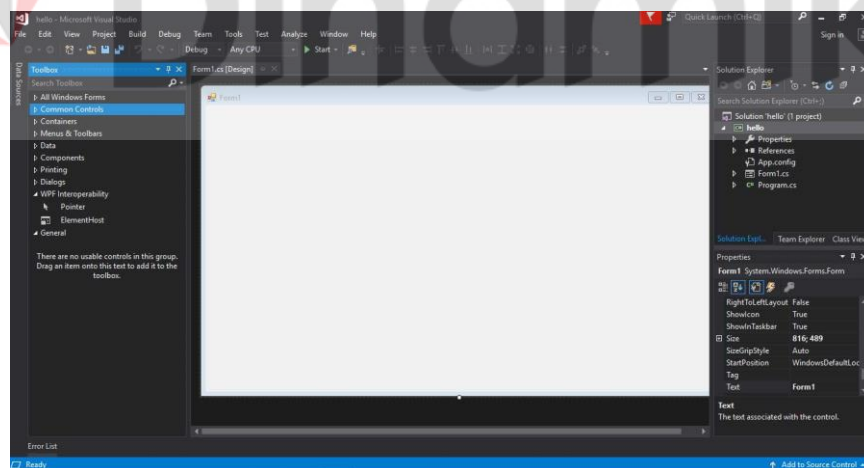 Dinamik
hello - Microsoft Visual Studio
Quick Launch (Ctrl+Q)
File Edit View Project Build Debug Team Tools Test Analyze Window Help
Sign in
Debug Any CPU Start
Data Sources
Toolbox
Search Toolbox
All Windows Forms
Common Controls
Containers
Menus & Toolbars
Data
Components
Printing
Dialogs
WPF Interoperability
Pointer
ElementHost
General
There are no usable controls in this group.
Drag an item onto this text to add it to the
toolbox.
Form1.cs [Design]
Form1
Solution Explorer
Search Solution Explorer (Ctrl+;)
Solution 'hello' (1 project)
hello
Properties
References
App.config
Form1.cs
C# Program.cs
Solution Expl... Team Explorer Class View
Properties
Form1 System.Windows.Forms.Form
RightToLeftLayout False
ShowIcon True
ShowInTaskbar True
Size 816; 489
SizeGripStyle Auto
StartPosition WindowsDefaultLoc
Tag
Text Form1
Text
The text associated with the control.
Error List
Ready
Add to Source Control